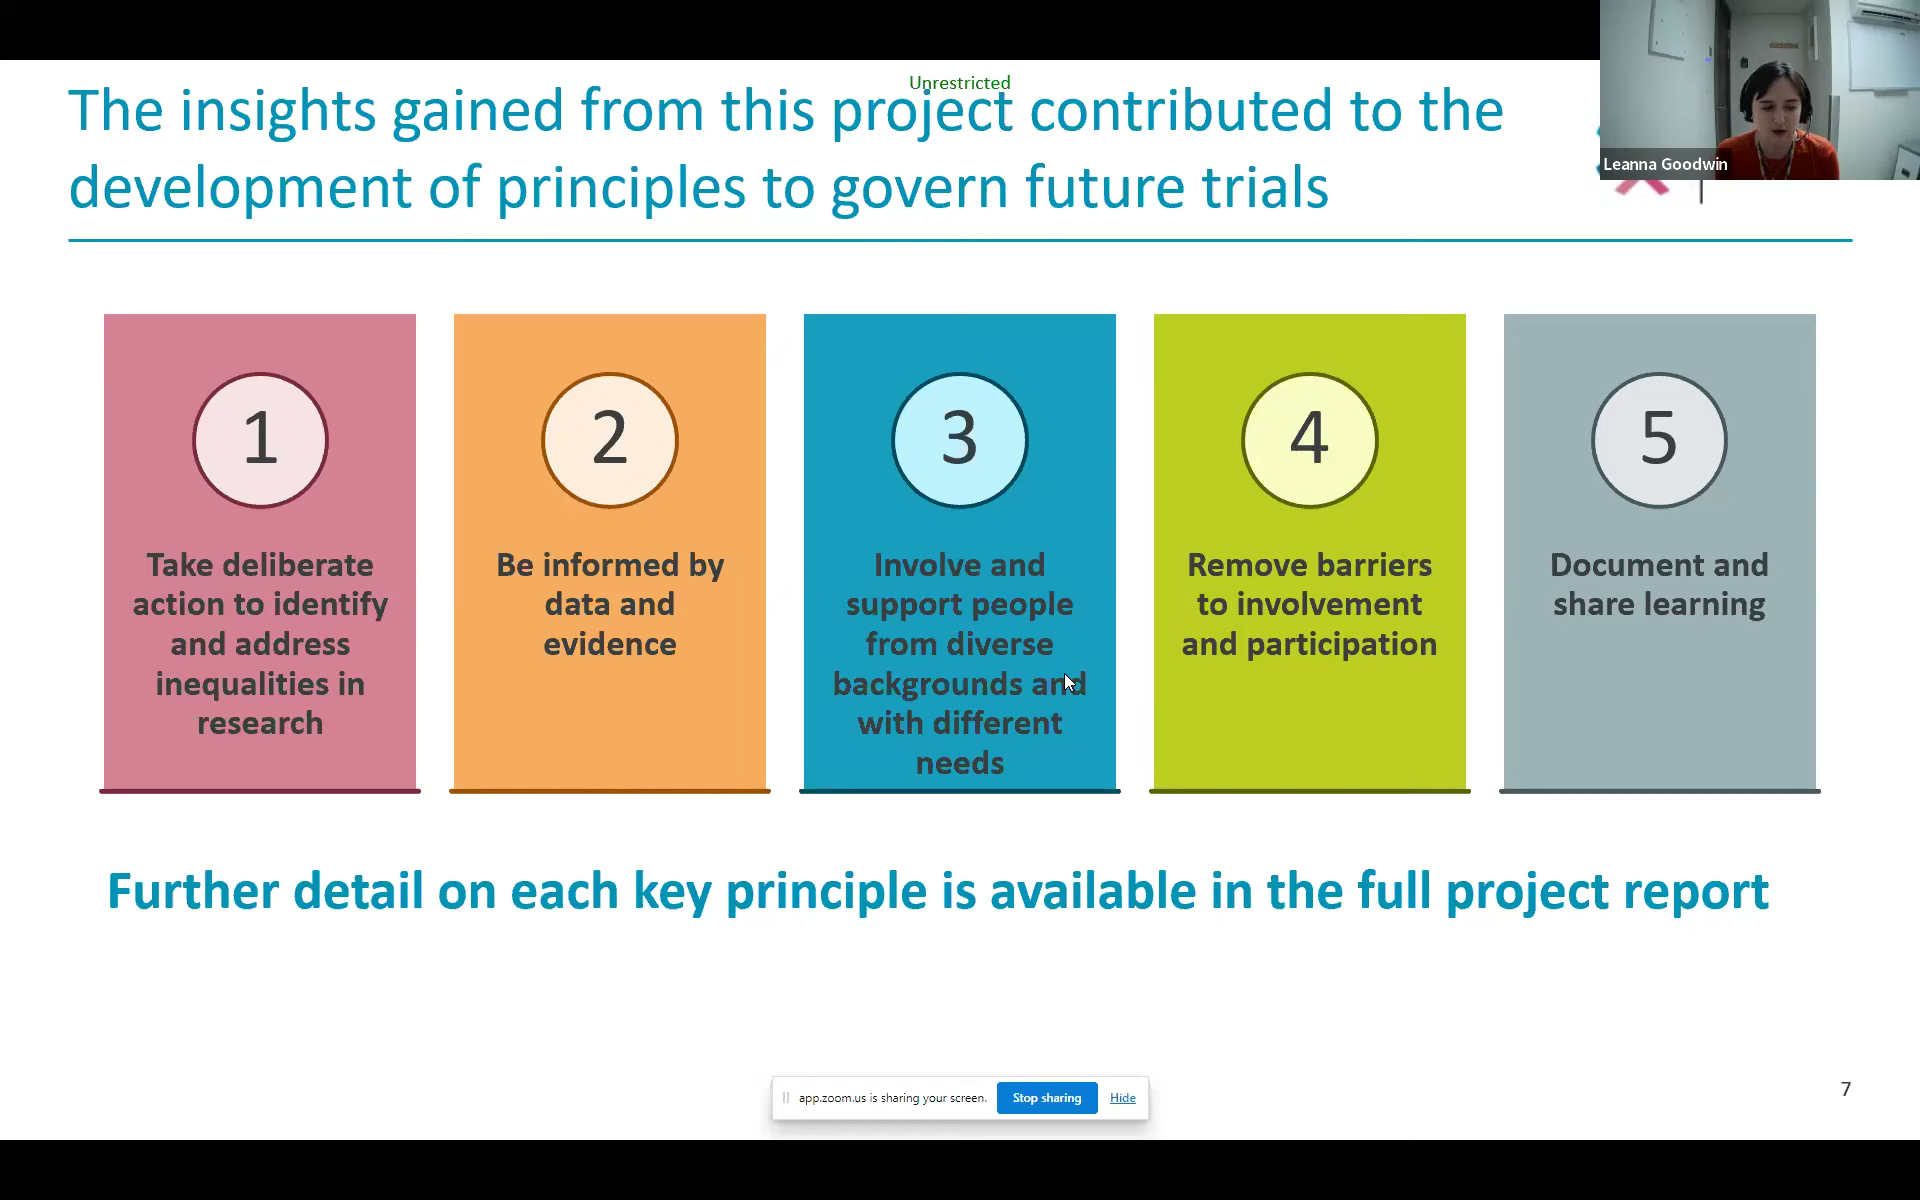 Unrestricted
The insights gained from this project contributed to the
development of principles to govern future trials
Leanna Goodwin
1
Take deliberate
action to identify
and address
inequalities in
research
2
Be informed by
data and
evidence
3
Involve and
support people
from diverse
backgrounds and
with different
needs
4
Remove barriers
to involvement
and participation
5
Document and
share learning
Further detail on each key principle is available in the full project report
app.zoom.us is sharing your screen.
Stop sharing
Hide
7